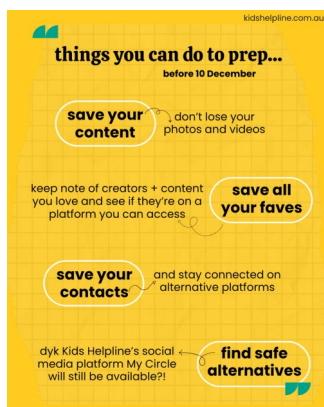 kidshelpline.com.au
things you can do to prep...
before 10 December
save your
content
don't lose your
photos and videos
keep note of creators + content
you love and see if they're on a
platform you can access
save all
your faves
save your
contacts
and stay connected on
alternative platforms
dyk Kids Helpline's social
media platform My Circle
will still be available?!
find safe
alternatives